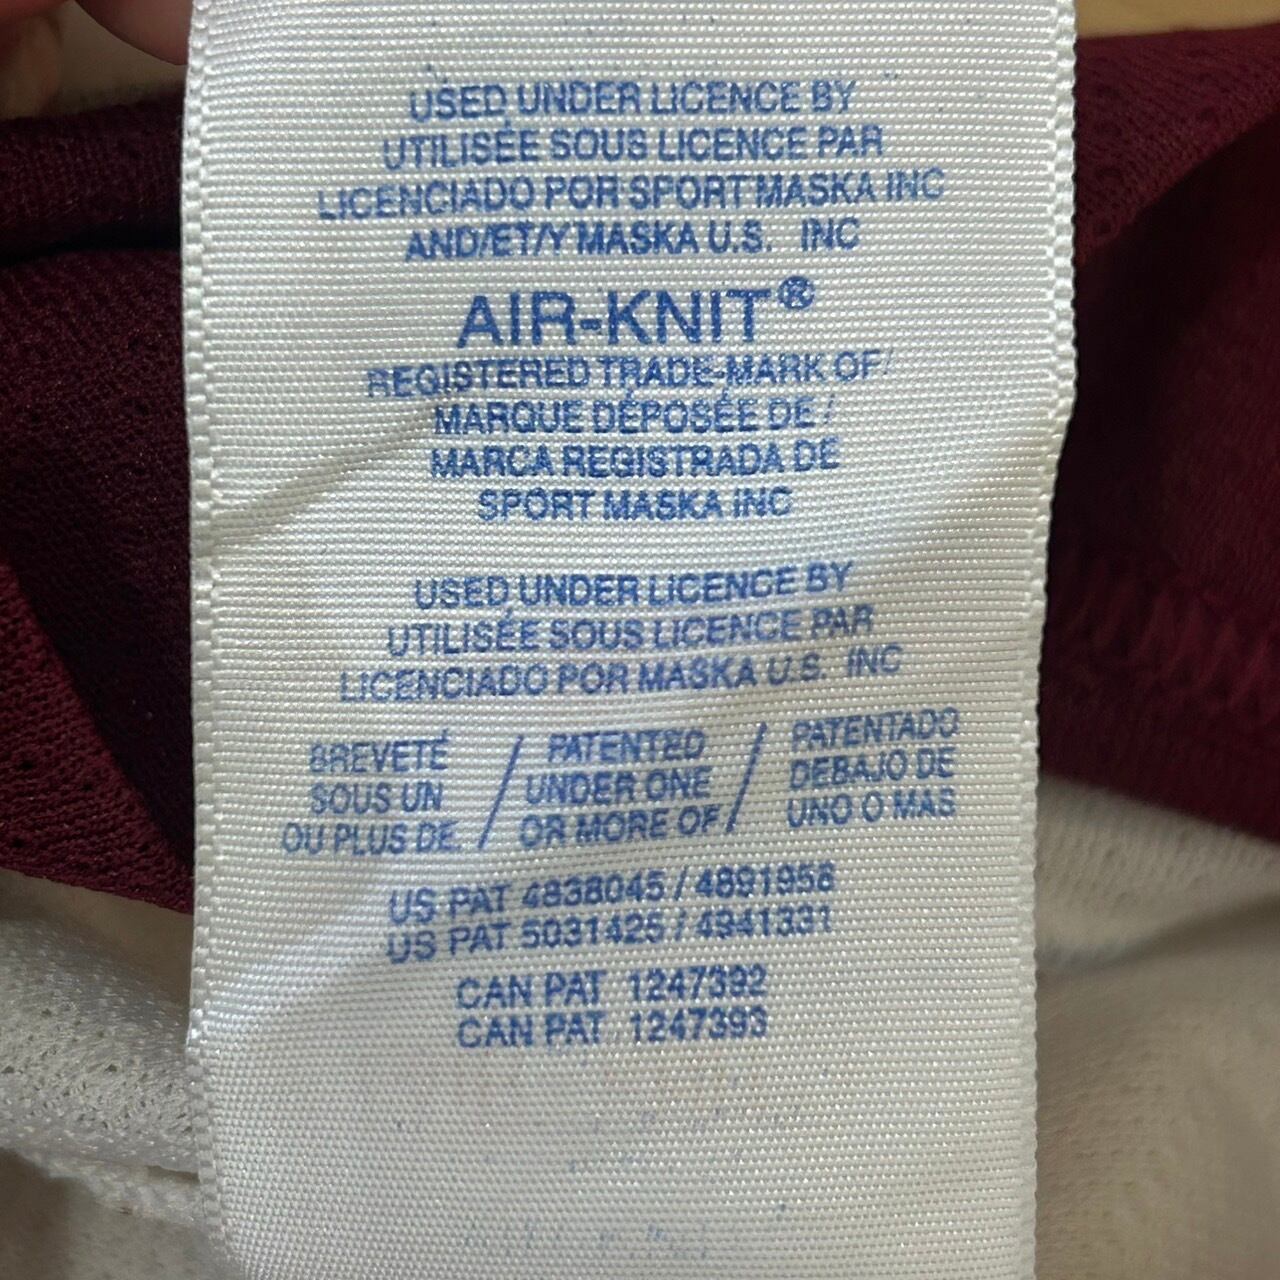 USED UNDER LICENCE BY
UTILISÉE SOUS LICENCE PAR
LICENCIADO POR SPORT MASKA INC
AND/ET/Y MASKA U.S. INC
AIR-KNIT®
REGISTERED TRADE-MARK OF/
MARQUE DÉPOSÉE DE/
MARCA REGISTRADA DE
SPORT MASKA INC
USED UNDER LICENCE BY
UTILISÉE SOUS LICENCE PAR
LICENCIADO POR MASKA U.S. INC
BREVETÉ
SOUS UN
OU PLUS DE /
PATENTED
UNDER ONE
OR MORE OF /
PATENTADO
DEBAJO DE
UNO O MAS
US PAT 4838045 / 4891958
US PAT 5031425 / 4941331
CAN PAT 1247392
CAN PAT 1247393